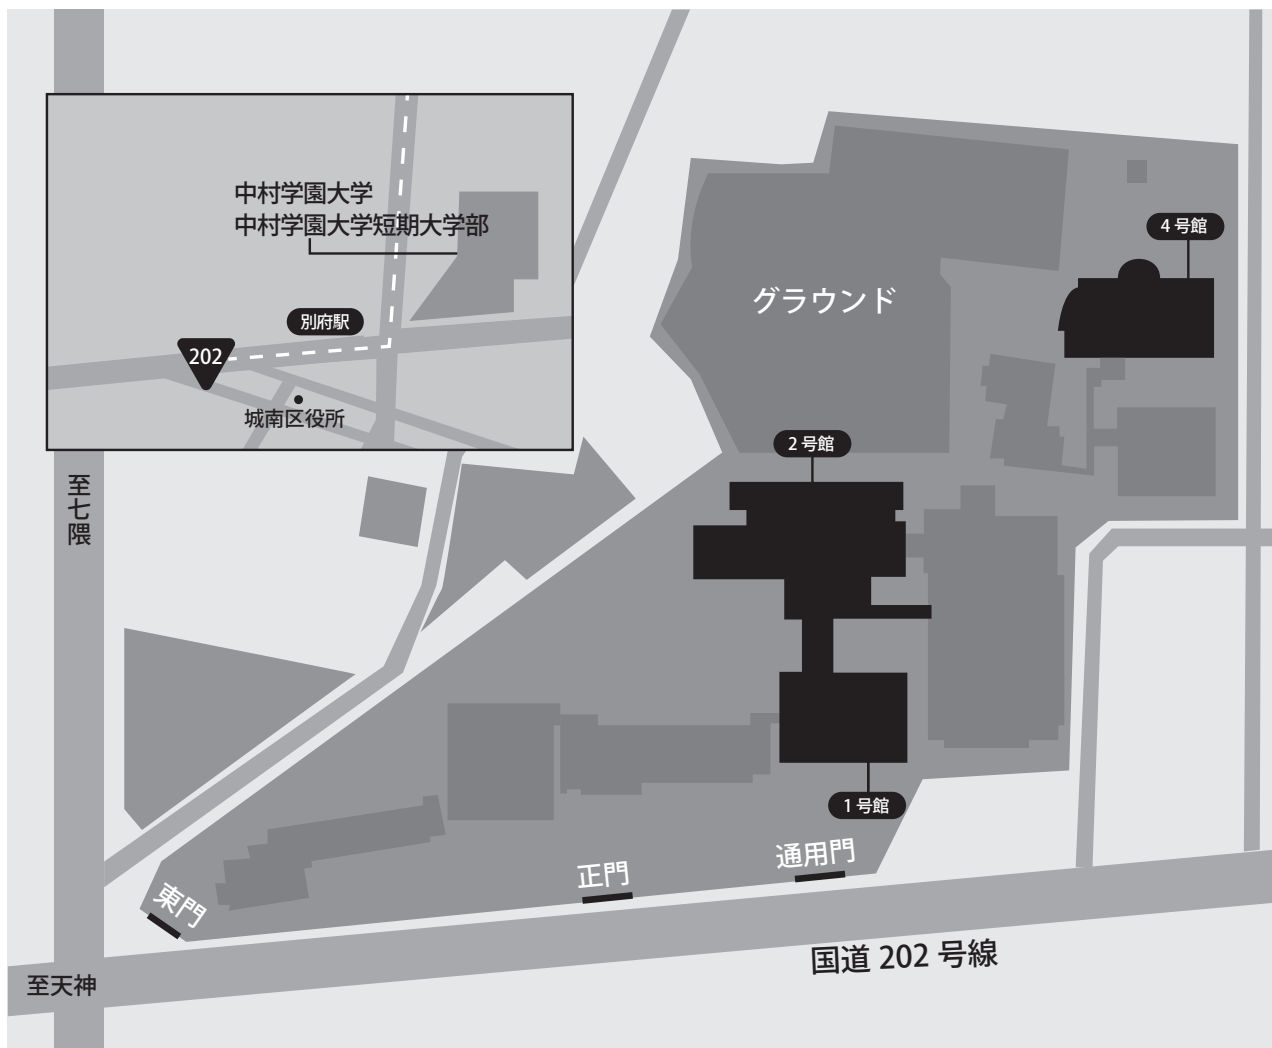 中村学園大学
中村学園大学短期大学部
別府駅
202
城南区役所
至七隈
グラウンド
4 号館
2 号館
1 号館
通用門
正門
東門
国道 202 号線
至天神